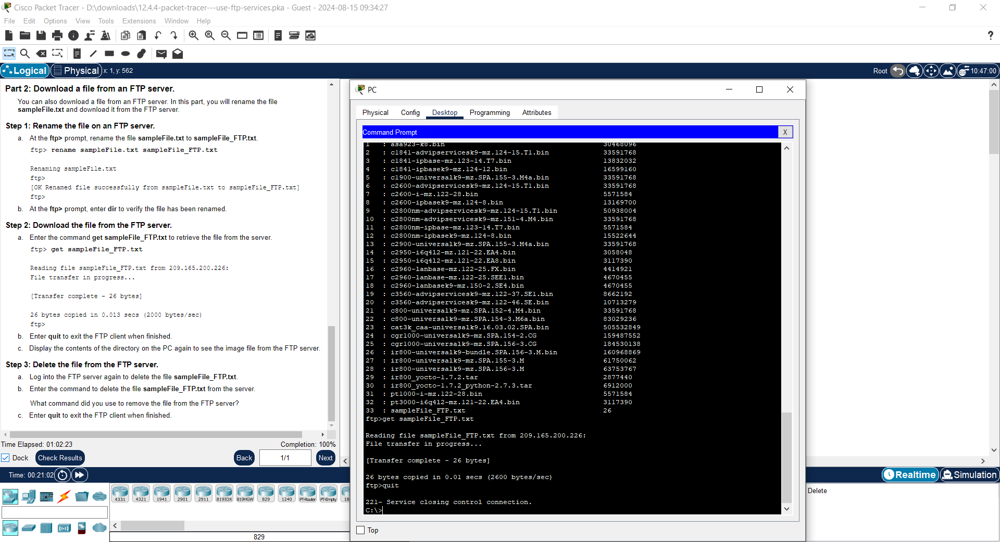 Cisco Packet Tracer - D:\downloads\12.4.4-packet-tracer---use-ftp-services.pka - Guest - 2024-08-15 09:34:27
File Edit Options View Tools Extensions Window Help
?
Logical Physical x: 1, y: 562 Root 10:47:00
Part 2: Download a file from an FTP server.
You can also download a file from an FTP server. In this part, you will rename the file
sampleFile.txt and download it from the FTP server.
Step 1: Rename the file on an FTP server.
a. At the ftp> prompt, rename the file sampleFile.txt to sampleFile_FTP.txt.
ftp> rename sampleFile.txt sampleFile_FTP.txt
Renaming sampleFile.txt
ftp>
[OK Renamed file successfully from sampleFile.txt to sampleFile_FTP.txt]
ftp>
b. At the ftp> prompt, enter dir to verify the file has been renamed.
Step 2: Download the file from the FTP server.
a. Enter the command get sampleFile_FTP.txt to retrieve the file from the server.
ftp> get sampleFile_FTP.txt
Reading file sampleFile_FTP.txt from 209.165.200.226:
File transfer in progress...
[Transfer complete - 26 bytes]
26 bytes copied in 0.013 secs (2000 bytes/sec)
ftp>
b. Enter quit to exit the FTP client when finished.
c. Display the contents of the directory on the PC again to see the image file from the FTP server.
Step 3: Delete the file from the FTP server.
a. Log into the FTP server again to delete the file sampleFile_FTP.txt.
b. Enter the command to delete the file sampleFile_FTP.txt from the server.
What command did you use to remove the file from the FTP server?
c. Enter quit to exit the FTP client when finished.
Time Elapsed: 01:02:23 Completion: 100%
Dock Check Results Back 1/1 Next
PC
Physical Config Desktop Programming Attributes
Command Prompt X
1 : asa923-k8.bin 30468096
2 : c1841-advipservicesk9-mz.124-15.T1.bin 33591768
3 : c1841-ipbase-mz.123-14.T7.bin 13832032
4 : c1841-ipbasek9-mz.124-12.bin 16599160
5 : c1900-universalk9-mz.SPA.155-3.M4a.bin 33591768
6 : c2600-advipservicesk9-mz.124-15.T1.bin 33591768
7 : c2600-i-mz.122-28.bin 5571584
8 : c2600-ipbasek9-mz.124-8.bin 13169700
9 : c2800nm-advipservicesk9-mz.124-15.T1.bin 50938004
10 : c2800nm-advipservicesk9-mz.151-4.M4.bin 33591768
11 : c2800nm-ipbase-mz.123-14.T7.bin 5571584
12 : c2800nm-ipbasek9-mz.124-8.bin 15522644
13 : c2900-universalk9-mz.SPA.155-3.M4a.bin 33591768
14 : c2950-i6q4l2-mz.121-22.EA4.bin 3058048
15 : c2950-i6q4l2-mz.121-22.EA8.bin 3117390
16 : c2960-lanbase-mz.122-25.FX.bin 4414921
17 : c2960-lanbase-mz.122-25.SEE1.bin 4670455
18 : c2960-lanbasek9-mz.150-2.SE4.bin 4670455
19 : c3560-advipservicesk9-mz.122-37.SE1.bin 8662192
20 : c3560-advipservicesk9-mz.122-46.SE.bin 10713279
21 : c800-universalk9-mz.SPA.152-4.M4.bin 33591768
22 : c800-universalk9-mz.SPA.154-3.M6a.bin 83029236
23 : cat3k_caa-universalk9.16.03.02.SPA.bin 505532849
24 : cgr1000-universalk9-mz.SPA.154-2.CG 159487552
25 : cgr1000-universalk9-mz.SPA.156-3.CG 184530138
26 : ir800-universalk9-bundle.SPA.156-3.M.bin 160968869
27 : ir800-universalk9-mz.SPA.155-3.M 61750062
28 : ir800-universalk9-mz.SPA.156-3.M 63753767
29 : ir800_yocto-1.7.2.tar 2877440
30 : ir800_yocto-1.7.2_python-2.7.3.tar 6912000
31 : pt1000-i-mz.122-28.bin 5571584
32 : pt3000-i6q4l2-mz.121-22.EA4.bin 3117390
33 : sampleFile_FTP.txt 26
ftp>get sampleFile_FTP.txt
Reading file sampleFile_FTP.txt from 209.165.200.226:
File transfer in progress...
[Transfer complete - 26 bytes]
26 bytes copied in 0.01 secs (2600 bytes/sec)
ftp>quit
221- Service closing control connection.
C:\>
Top
Time: 00:21:02 Realtime Simulation
4331 4321 1941 2901 2911 819IOX 819HGW 829 1240 PT-Router PT-Empty 18
829
Delete